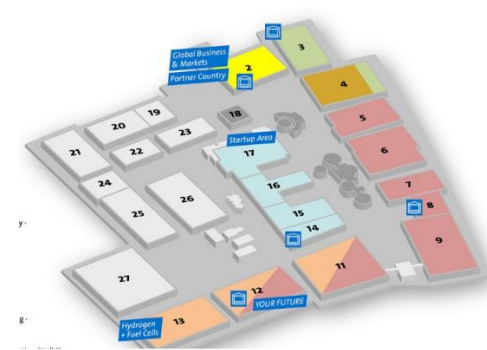 3
Global Business
& Markets
Partner Country
2
4
5
18
19
20
23
Startup Area
17
6
21
22
16
7
24
26
8
25
15
14
9
y ·
27
11
12
YOUR FUTURE
Hydrogen
+ Fuel Cells
13
g ·